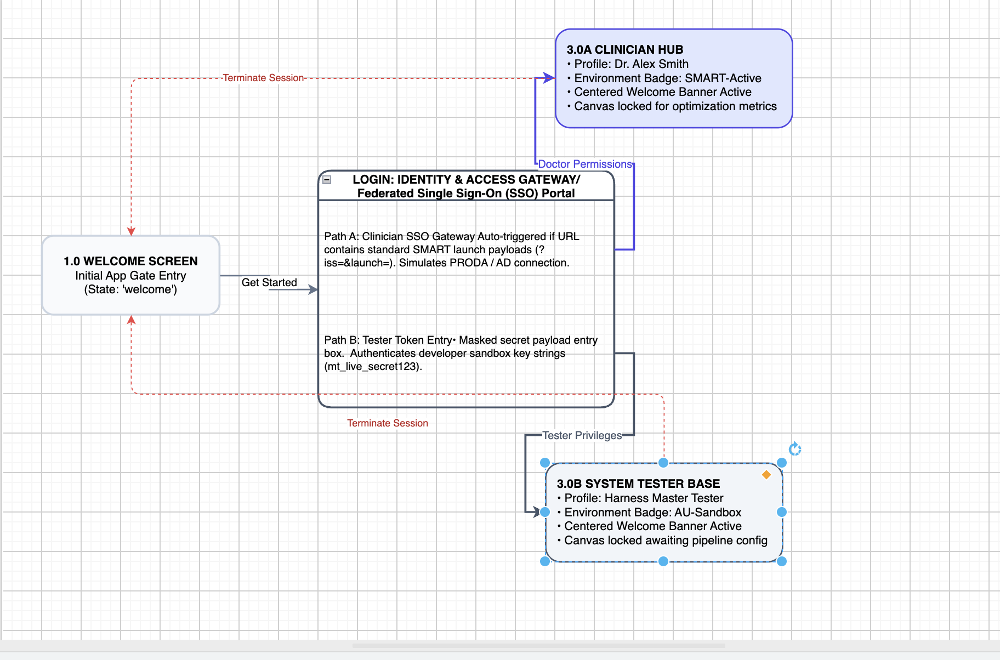 3.0A CLINICIAN HUB
• Profile: Dr. Alex Smith
• Environment Badge: SMART-Active
• Centered Welcome Banner Active
• Canvas locked for optimization metrics
Terminate Session
Doctor Permissions
LOGIN: IDENTITY & ACCESS GATEWAY/
Federated Single Sign-On (SSO) Portal
Path A: Clinician SSO Gateway Auto-triggered if URL
contains standard SMART launch payloads (?
iss=&launch=). Simulates PRODA / AD connection.
1.0 WELCOME SCREEN
Initial App Gate Entry
(State: 'welcome')
Get Started
Path B: Tester Token Entry• Masked secret payload entry
box.  Authenticates developer sandbox key strings
(mt_live_secret123).
Terminate Session
Tester Privileges
3.0B SYSTEM TESTER BASE
• Profile: Harness Master Tester
• Environment Badge: AU-Sandbox
• Centered Welcome Banner Active
• Canvas locked awaiting pipeline config